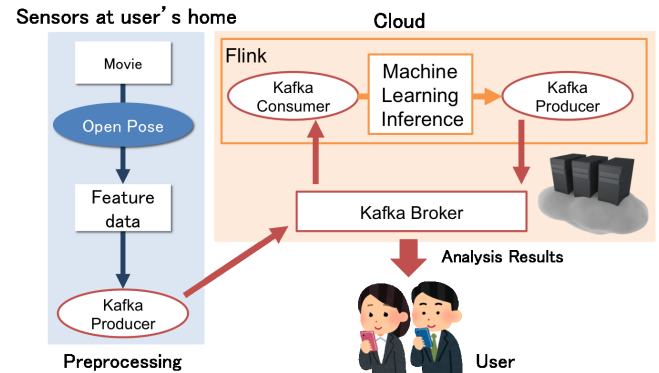 Sensors at user's home
Movie
Open Pose
Feature
data
Kafka
Producer
Preprocessing
Cloud
Flink
Kafka
Consumer
Machine
Learning
Inference
Kafka
Producer
Kafka Broker
Analysis Results
User